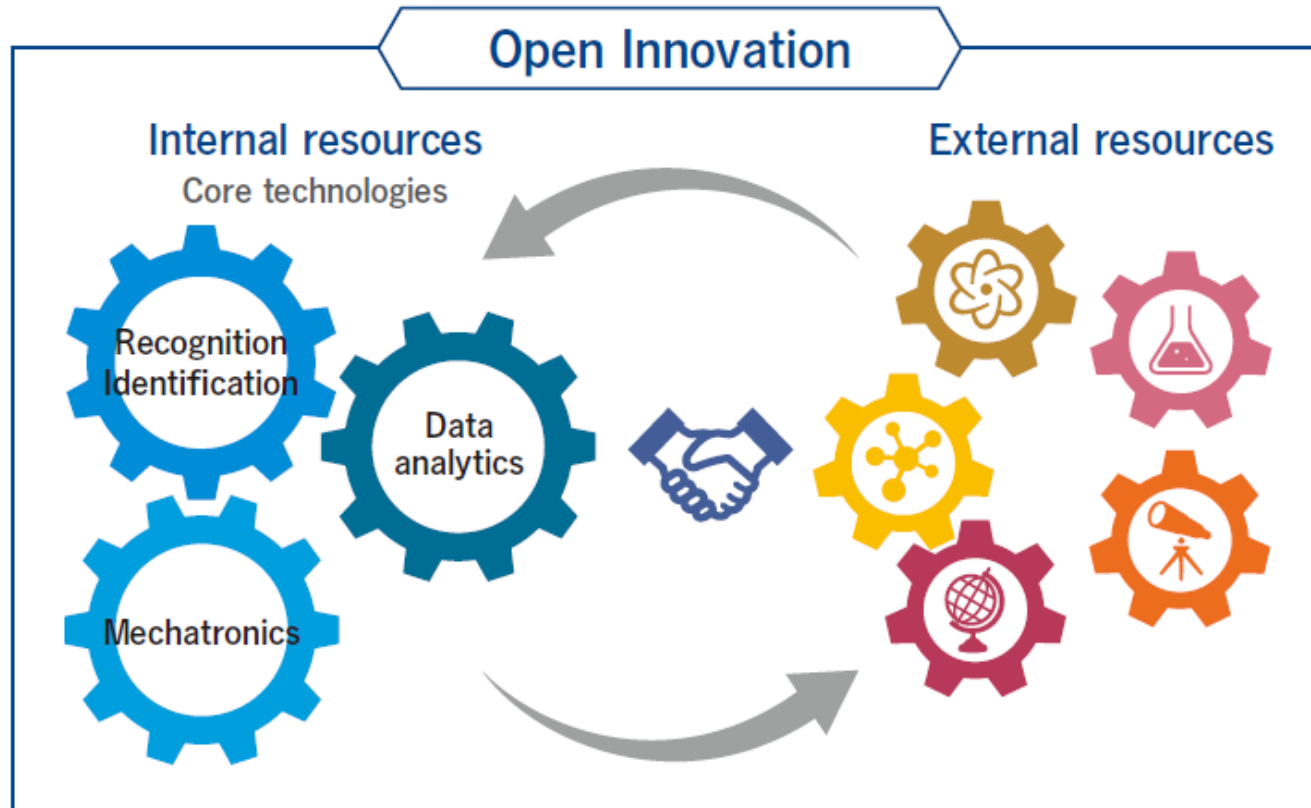 Open Innovation
Internal resources
Core technologies
External resources
Recognition
Identification
Data
analytics
Mechatronics